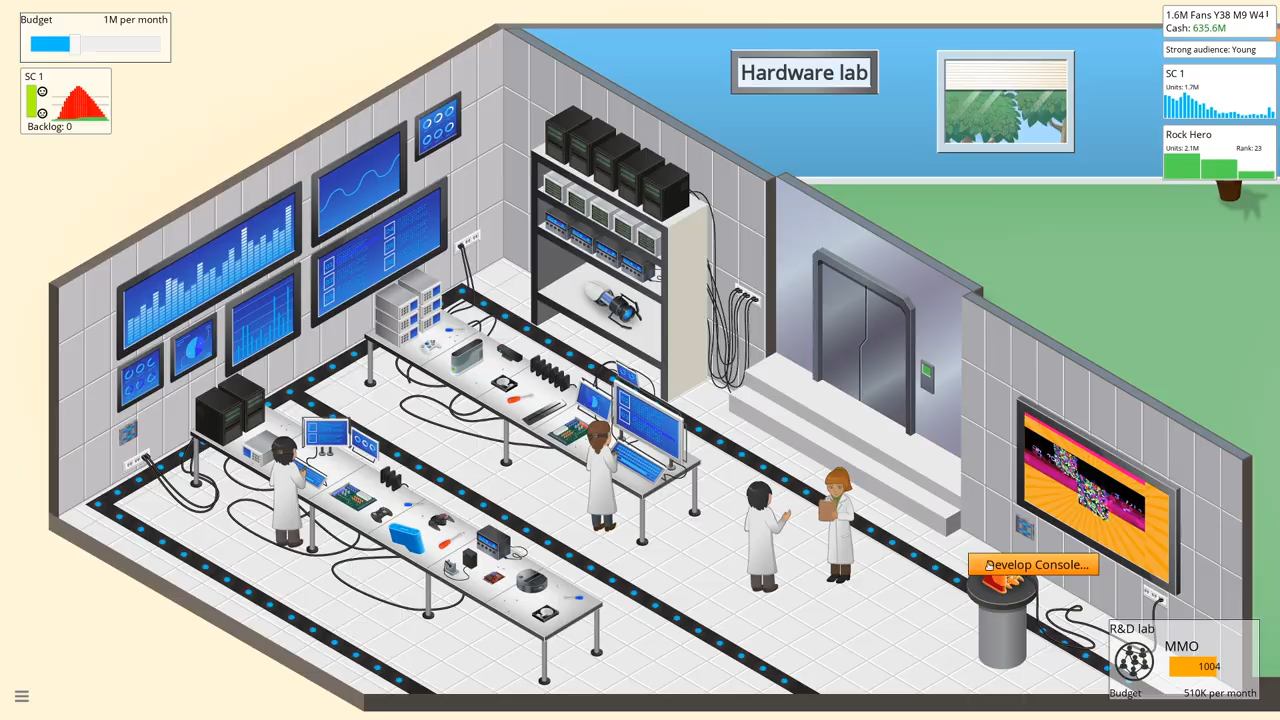 Budget 1M per month
SC 1
Backlog: 0
Hardware lab
1.6M Fans Y38 M9 W4
Cash: 635.6M
Strong audience: Young
SC 1
Units: 1.7M
Rock Hero
Units: 2.1M Rank: 23
Develop Console...
R&D lab
MMO
1004
Budget 510K per month